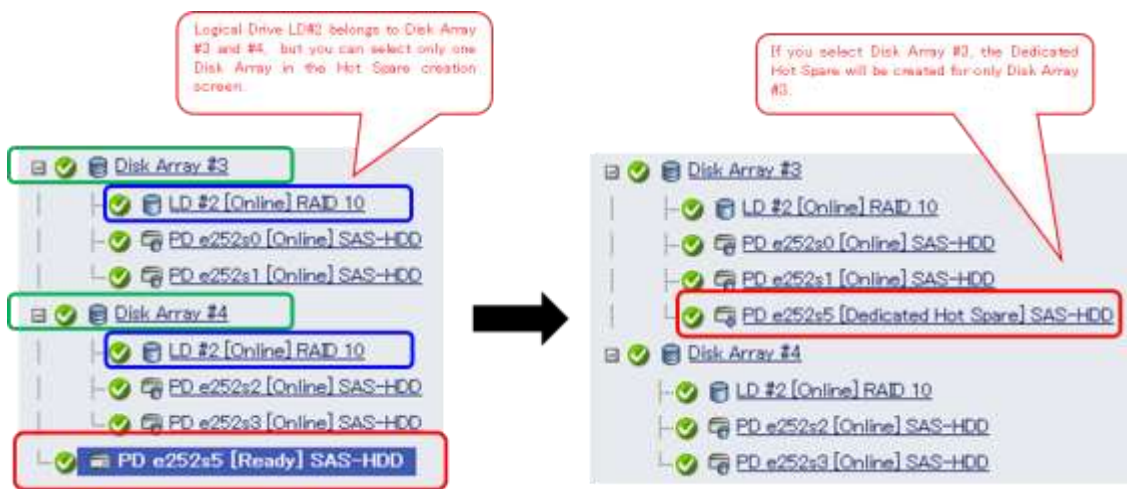 Logical Drive LD#2 belongs to Disk Array
#3 and #4, but you can select only one
Disk Array in the Hot Spare creation
screen.
If you select Disk Array #3, the Dedicated
Hot Spare will be created for only Disk Array
#3.
Disk Array #3
LD #2 [Online] RAID 10
PD e252s0 [Online] SAS-HDD
PD e252s1 [Online] SAS-HDD
Disk Array #4
LD #2 [Online] RAID 10
PD e252s2 [Online] SAS-HDD
PD e252s3 [Online] SAS-HDD
PD e252s5 [Ready] SAS-HDD
Disk Array #3
LD #2 [Online] RAID 10
PD e252s0 [Online] SAS-HDD
PD e252s1 [Online] SAS-HDD
PD e252s5 [Dedicated Hot Spare] SAS-HDD
Disk Array #4
LD #2 [Online] RAID 10
PD e252s2 [Online] SAS-HDD
PD e252s3 [Online] SAS-HDD